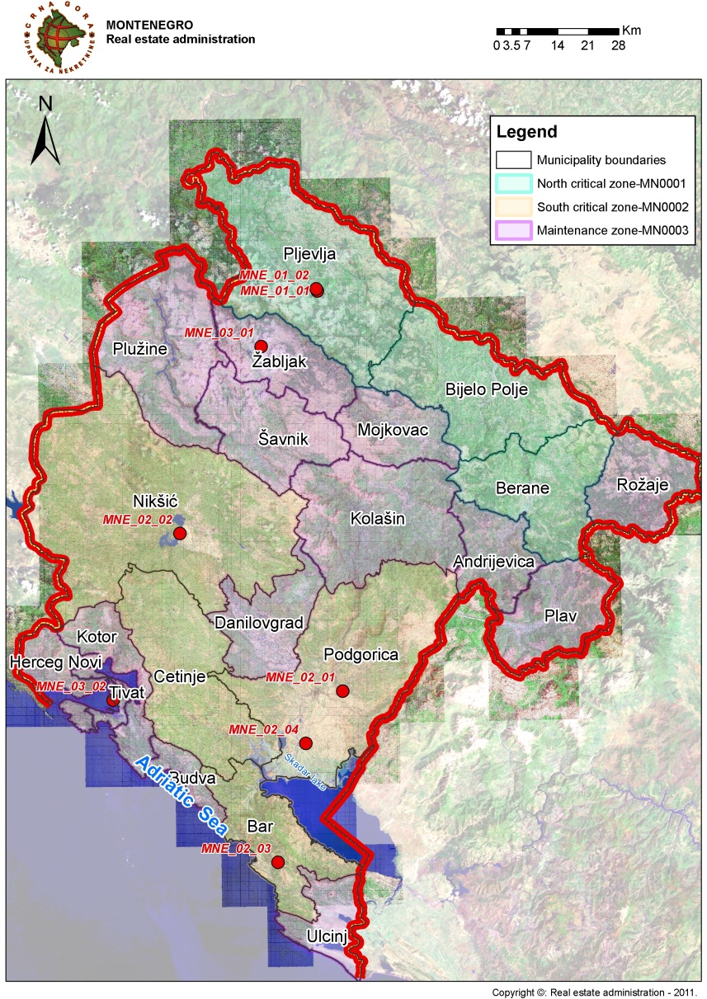 CRNA GORA
UPRAVA ZA NEKRETNINE
MONTENEGRO
Real estate administration
Km
0 3.5 7 14 21 28
N
Legend
Municipality boundaries
North critical zone-MN0001
South critical zone-MN0002
Maintenance zone-MN0003
Pljevlja
MNE_01_02
MNE_01_01
MNE_03_01
Plužine
Žabljak
Bijelo Polje
Šavnik
Mojkovac
Rožaje
Berane
Nikšić
MNE_02_02
Kolašin
Andrijevica
Plav
Danilovgrad
Kotor
Podgorica
Herceg Novi
Cetinje
MNE_02_01
MNE_03_02
Tivat
MNE_02_04
Skadar lake
Budva
Adriatic Sea
Bar
MNE_02_03
Ulcinj
Copyright ©: Real estate administration - 2011.